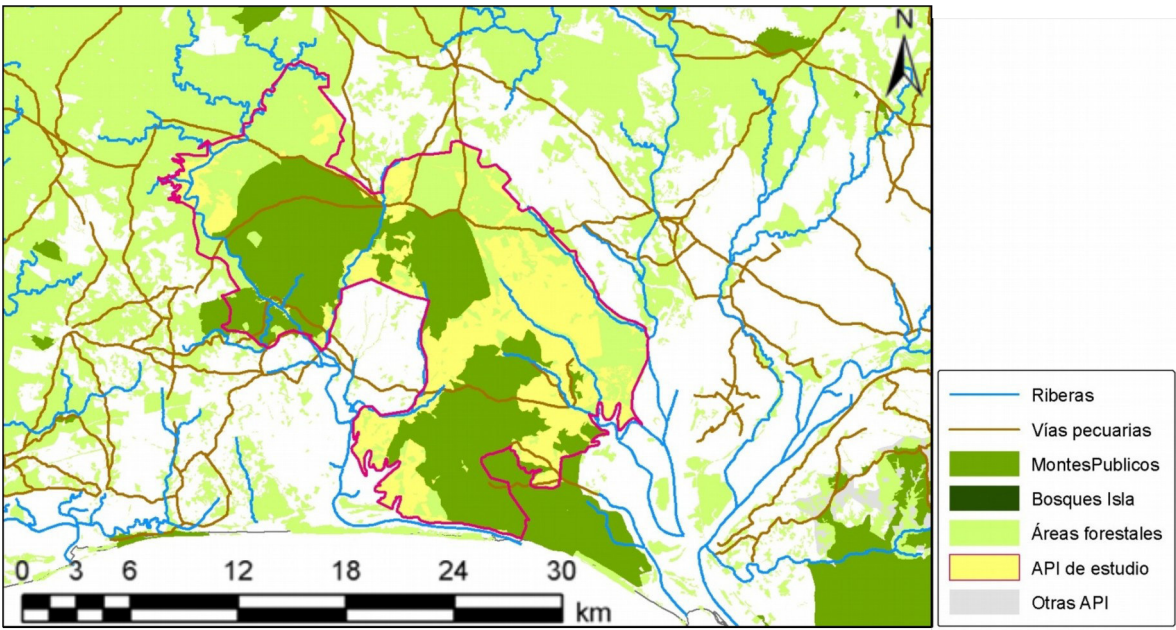 N
0 3 6 12 18 24 30
km
Riberas
Vías pecuarias
MontesPublicos
Bosques Isla
Áreas forestales
API de estudio
Otras API